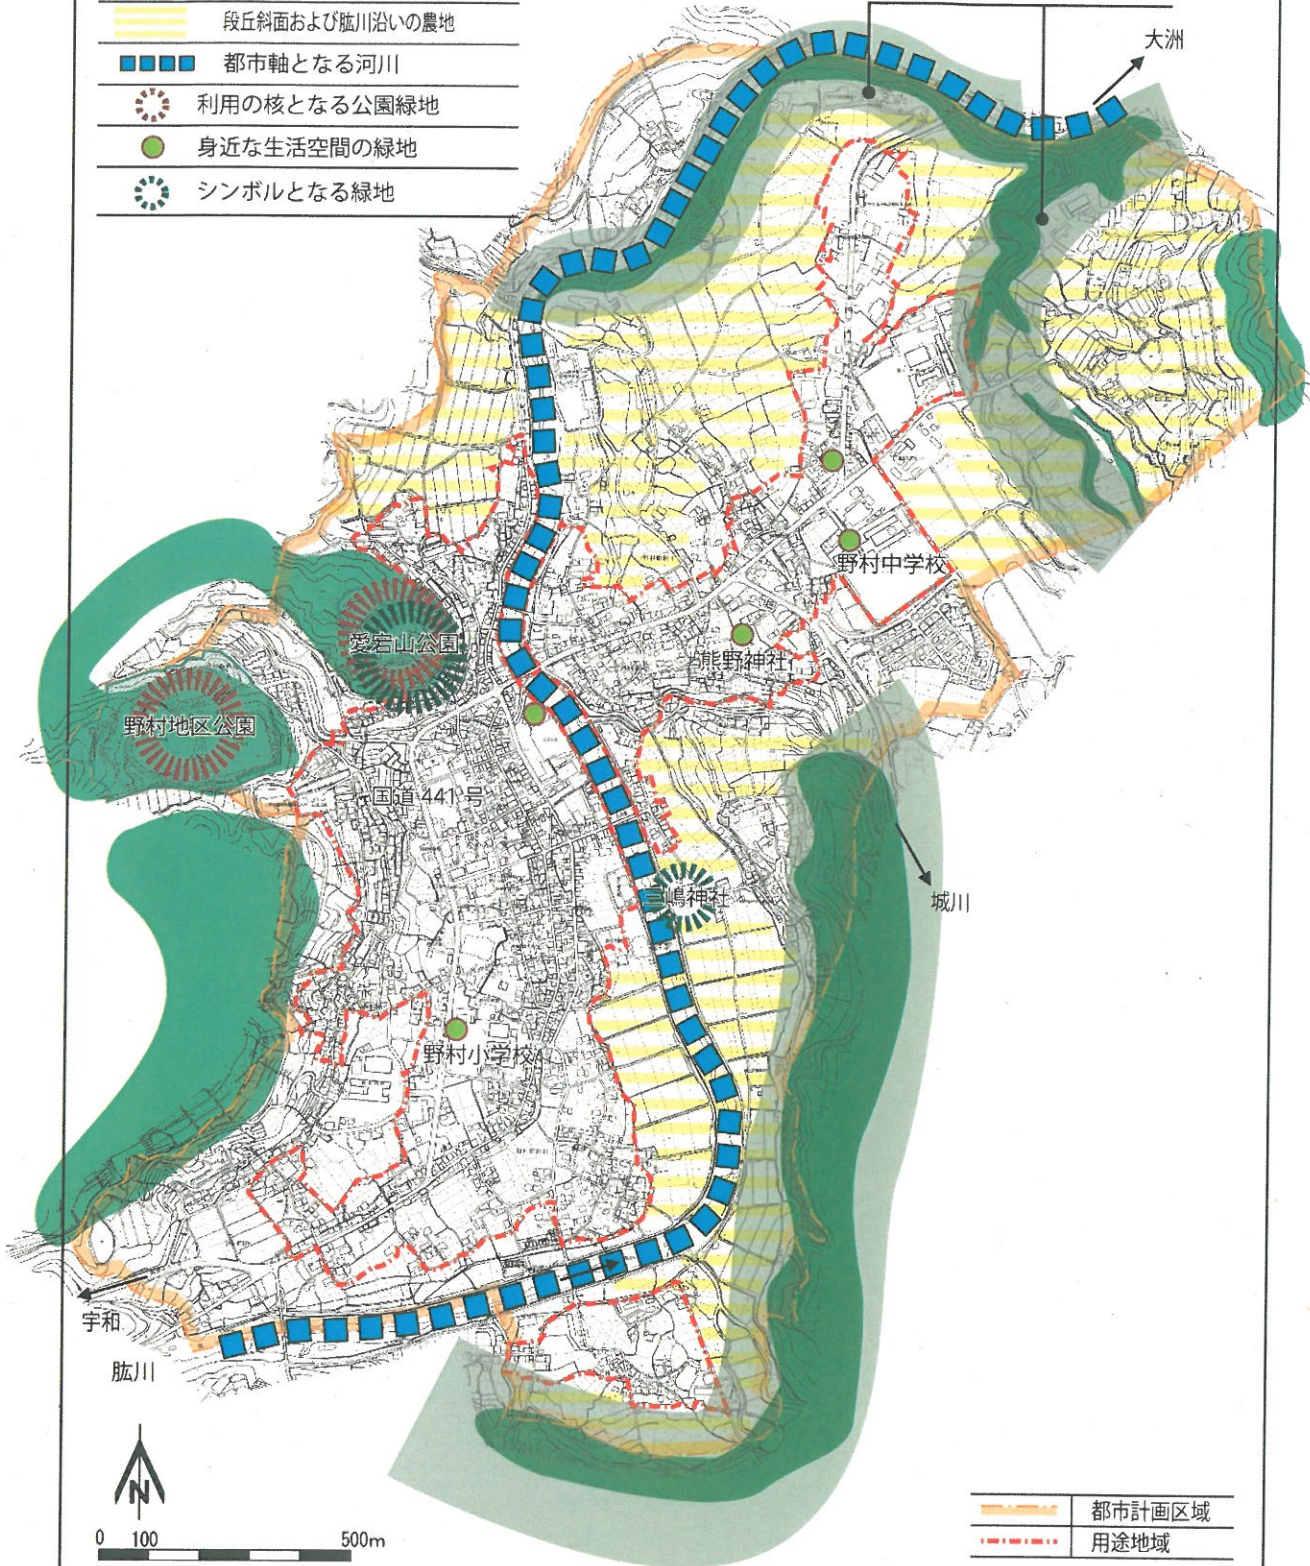 段丘斜面および肱川沿いの農地
都市軸となる河川
利用の核となる公園緑地
身近な生活空間の緑地
シンボルとなる緑地
大洲
野村中学校
愛宕山公園
熊野神社
野村地区公園
国道441号
三嶋神社
城川
野村小学校
宇和
肱川
N
0 100 500m
都市計画区域
用途地域